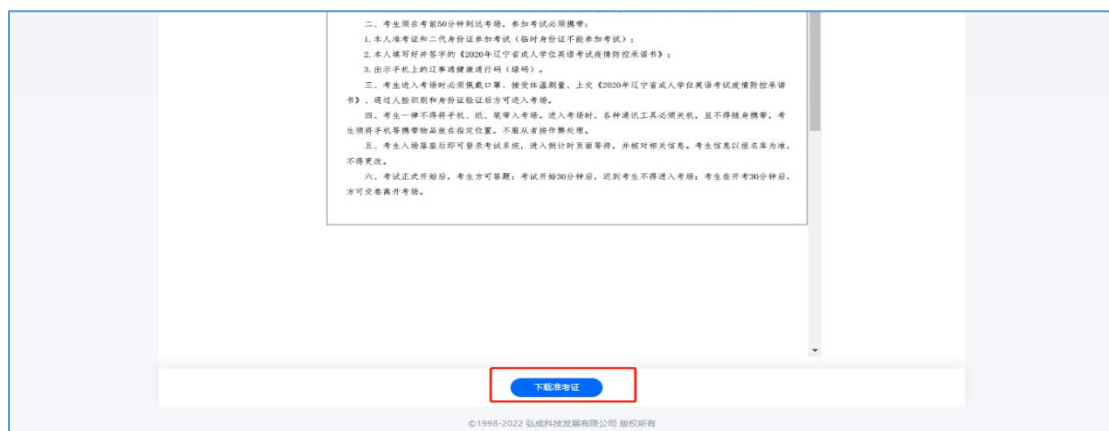 二、考生须在考前50分钟到达考场，参加考试必须携带：
1.本人准考证和二代身份证参加考试（临时身份证不能参加考试）；
2.本人填写好并签字的《2020年辽宁省成人学位英语考试疫情防控承诺书》；
3.出示手机上的辽事通健康通行码（绿码）。
三、考生进入考场时必须佩戴口罩、接受体温测量、上交《2020年辽宁省成人学位英语考试疫情防控承诺
书》、通过人脸识别和身份证验证后方可进入考场。
四、考生一律不得将手机、纸、笔带入考场。进入考场时，各种通讯工具必须关机，且不得随身携带，考
生须将手机等携带物品放在指定位置，不服从者按作弊处理。
五、考生入场落座后即可登录考试系统，进入倒计时页面等待，并核对相关信息。考生信息以报名库为准，
不得更改。
六、考试正式开始后，考生方可答题；考试开始30分钟后，迟到考生不得进入考场；考生在开考30分钟后，
方可交卷离开考场。
下载准考证
©1998-2022 弘成科技发展有限公司 版权所有